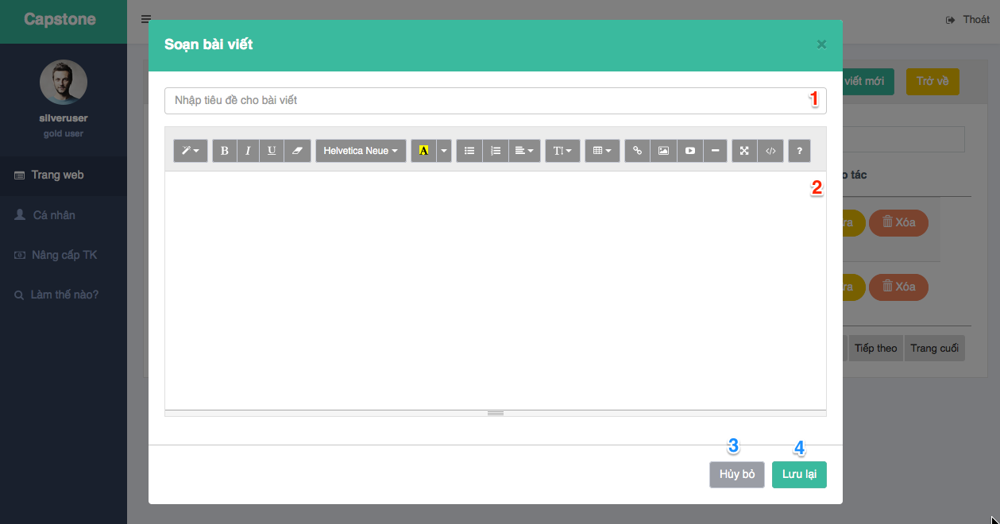 Capstone
Thoát
Soạn bài viết
×
viết mới
Trở về
silveruser
gold user
Nhập tiêu đề cho bài viết
1
B I U Helvetica Neue A T ?
Trang web
2
o tác
Cá nhân
ra
Xóa
Nâng cấp TK
Làm thế nào?
ra
Xóa
Tiếp theo
Trang cuối
3
4
Hủy bỏ
Lưu lại